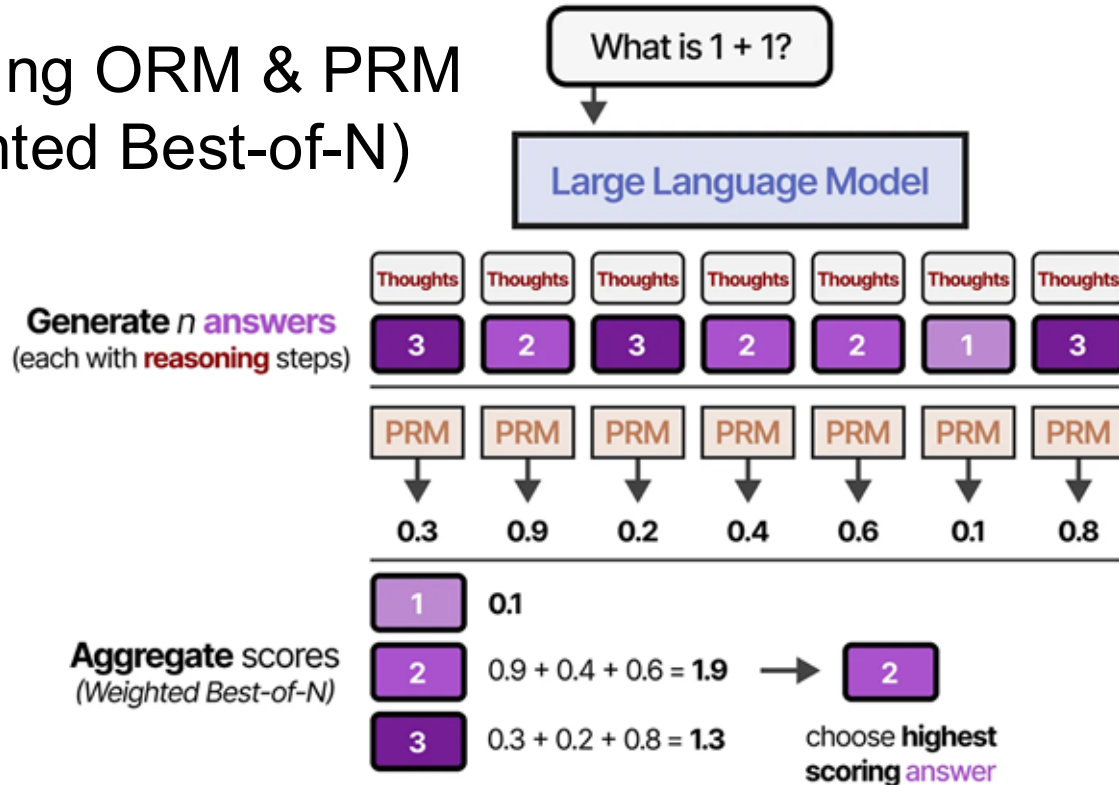 ng ORM & PRM
nted Best-of-N)
What is 1 + 1?
Large Language Model
Thoughts Thoughts Thoughts Thoughts Thoughts Thoughts Thoughts
Generate n answers
(each with reasoning steps)
3 2 3 2 2 1 3
PRM PRM PRM PRM PRM PRM PRM
0.3 0.9 0.2 0.4 0.6 0.1 0.8
Aggregate scores
(Weighted Best-of-N)
1 0.1
2 0.9 + 0.4 + 0.6 = 1.9 2
3 0.3 + 0.2 + 0.8 = 1.3
choose highest
scoring answer